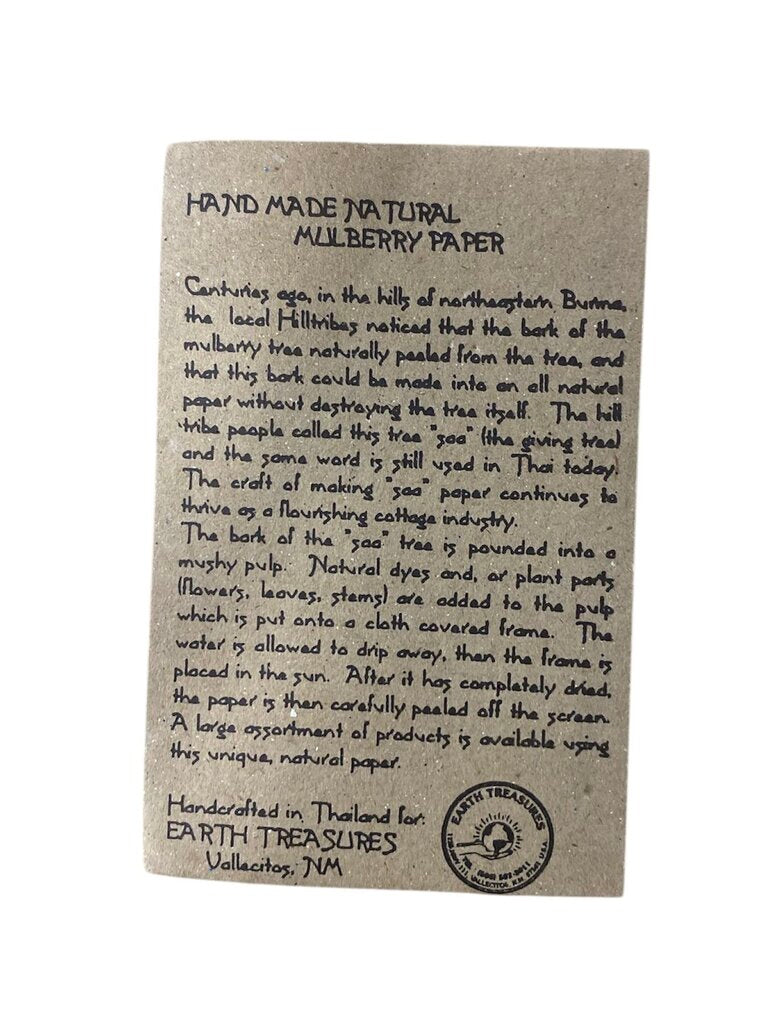 HAND MADE NATURAL
MULBERRY PAPER
Centuries ago, in the hills of northeastern Burma,
the local Hilltribes noticed that the bark of the
mulberry tree naturally peeled from the tree, and
that this bark could be made into an all natural
paper without destroying the tree itself. The hill
tribe people called this tree "saa" (the giving tree)
and the same word is still used in Thai today.
The craft of making "saa" paper continues to
thrive as a flourishing cottage industry.
The bark of the "saa" tree is pounded into a
mushy pulp. Natural dyes and, or plant parts
(flowers, leaves, stems) are added to the pulp
which is put onto a cloth covered frame. The
water is allowed to drip away, then the frame is
placed in the sun. After it has completely dried,
the paper is then carefully peeled off the screen.
A large assortment of products is available using
this unique, natural paper.
Handcrafted in Thailand for:
EARTH TREASURES
Vallecitos, NM
EARTH TREASURES
VALLECITOS, N.M. U.S.A.